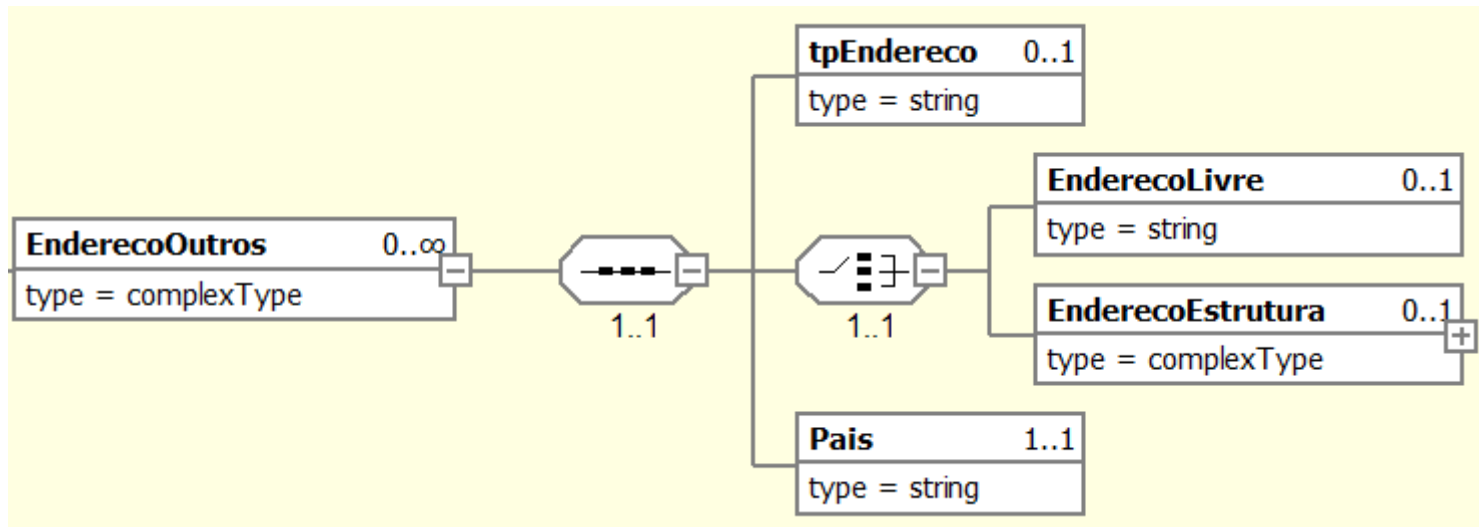 tpEndereco 0..1
type = string
EnderecoLivre 0..1
type = string
EnderecoOutros 0..∞
type = complexType
1..1
1..1
EnderecoEstrutura 0..1
type = complexType
Pais 1..1
type = string